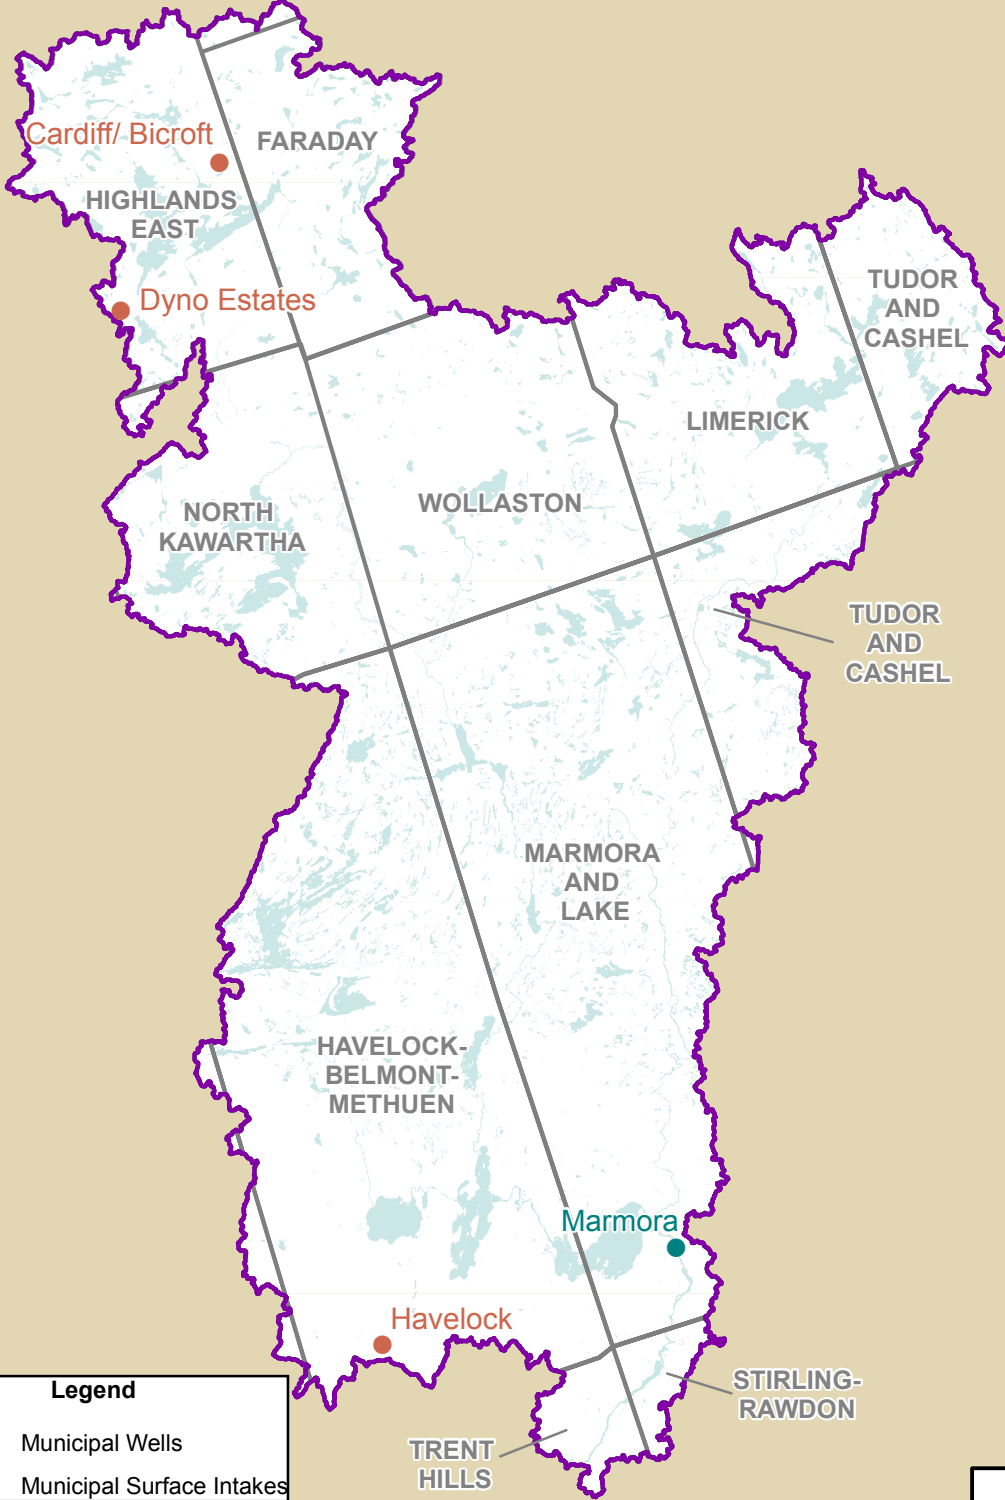 Cardiff/ Bicroft
FARADAY
HIGHLANDS
EAST
Dyno Estates
TUDOR
AND
CASHEL
LIMERICK
WOLLASTON
NORTH
KAWARTHA
TUDOR
AND
CASHEL
MARMORA
AND
LAKE
HAVELOCK-
BELMONT-
METHUEN
Marmora
Havelock
STIRLING-
RAWDON
TRENT
HILLS
Legend
Municipal Wells
Municipal Surface Intakes